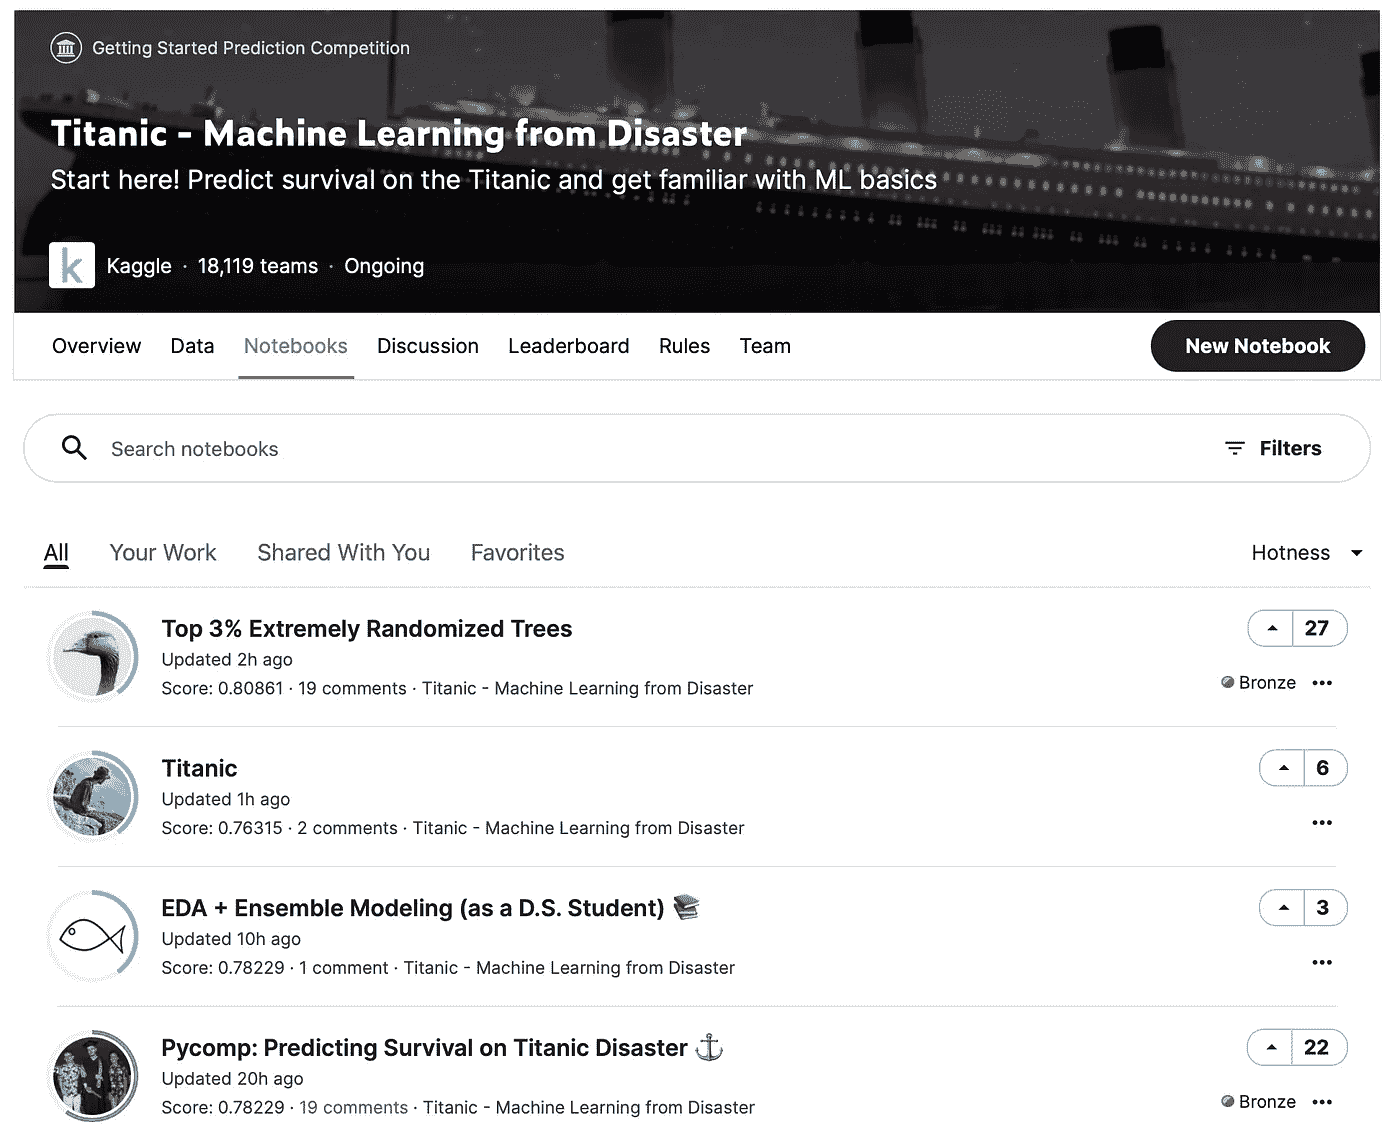 Getting Started Prediction Competition
Titanic - Machine Learning from Disaster
Start here! Predict survival on the Titanic and get familiar with ML basics
k
Kaggle · 18,119 teams · Ongoing
Overview Data Notebooks Discussion Leaderboard Rules Team New Notebook
Search notebooks Filters
All Your Work Shared With You Favorites Hotness
Top 3% Extremely Randomized Trees 27
Updated 2h ago
Score: 0.80861 · 19 comments · Titanic - Machine Learning from Disaster Bronze
Titanic 6
Updated 1h ago
Score: 0.76315 · 2 comments · Titanic - Machine Learning from Disaster
EDA + Ensemble Modeling (as a D.S. Student) 📚 3
Updated 10h ago
Score: 0.78229 · 1 comment · Titanic - Machine Learning from Disaster
Pycomp: Predicting Survival on Titanic Disaster ⚓ 22
Updated 20h ago
Score: 0.78229 · 19 comments · Titanic - Machine Learning from Disaster Bronze